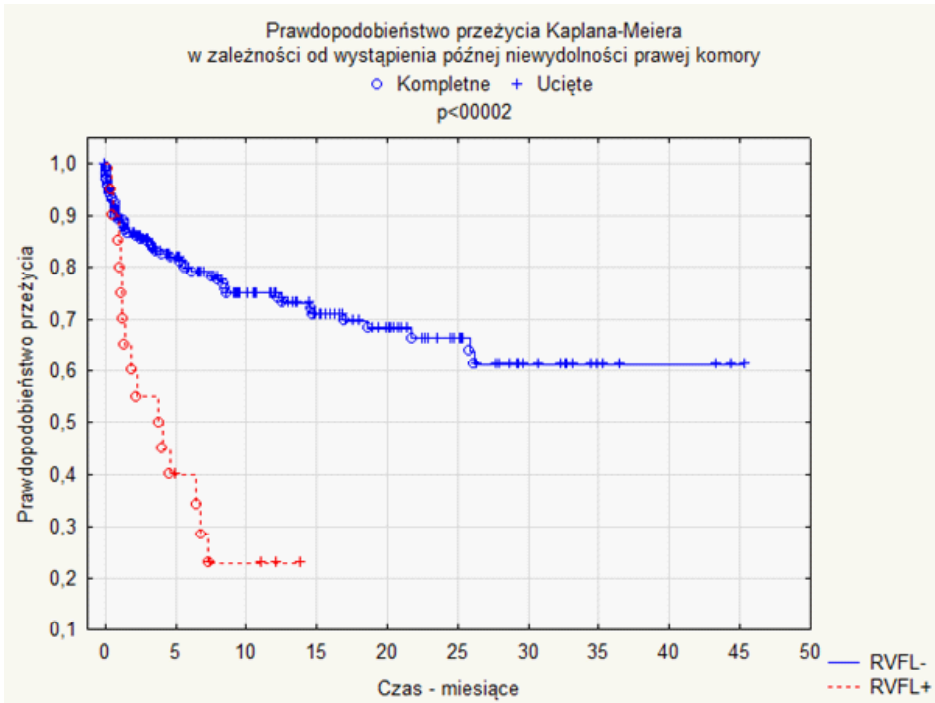 Prawdopodobieństwo przeżycia Kaplana-Meiera
w zależności od wystąpienia późnej niewydolności prawej komory
Kompletne + Ucięte
p<00002
Prawdopodobieństwo przeżycia
1,0
0,9
0,8
0,7
0,6
0,5
0,4
0,3
0,2
0,1
0 5 10 15 20 25 30 35 40 45 50
Czas - miesiące
RVFL-
RVFL+